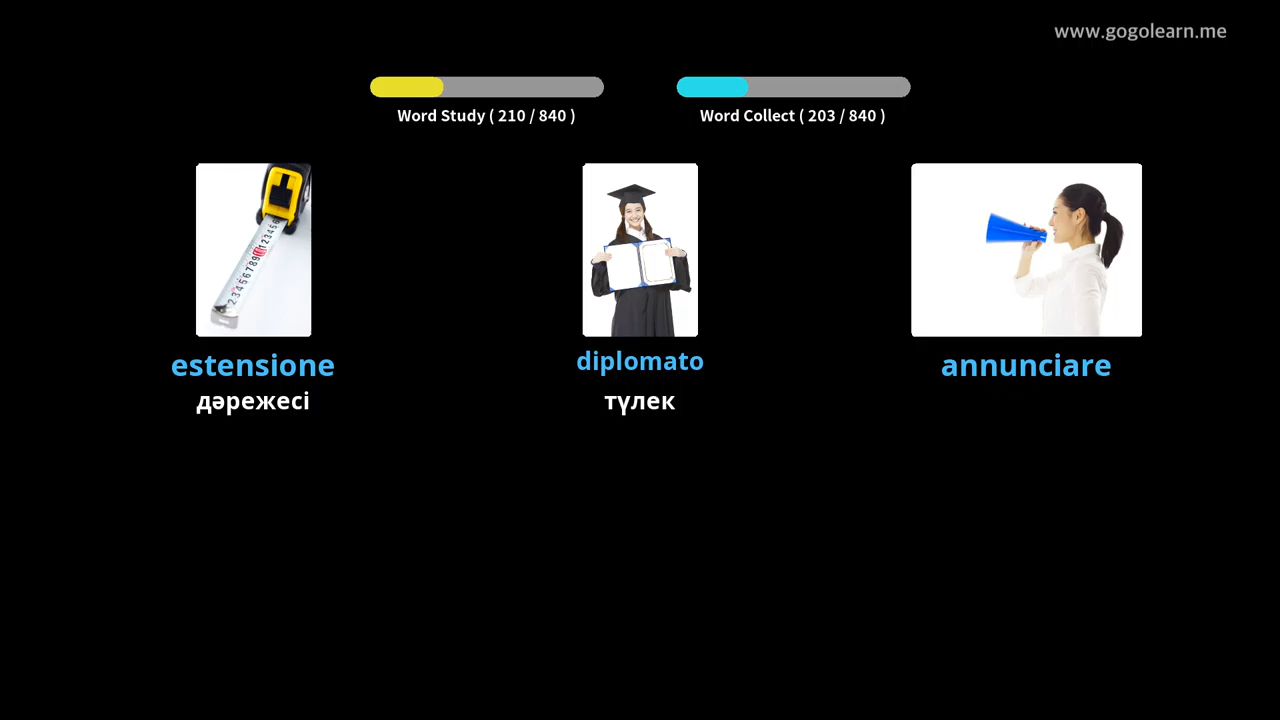 www.gogolearn.me
Word Study ( 210 / 840 )
Word Collect ( 203 / 840 )
estensione
дәрежесі
diplomato
түлек
annunciare